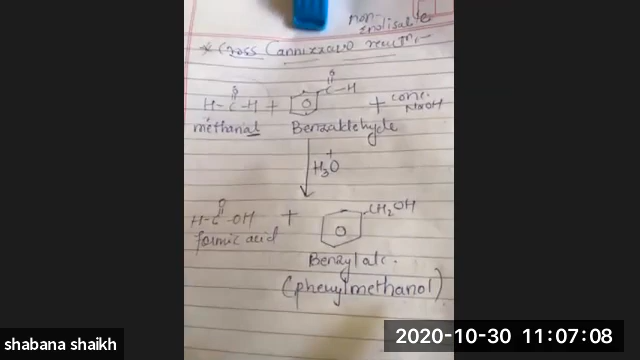 non-
enolisable
* Cross Cannizzaro reactn:-
O
O
H-C-H + C-H + conc. NaOH
methanal Benzaldehyde
H3O+
O
H-C-OH + CH2OH
formic acid
Benzyl alc.
(phenylmethanol)
shabana shaikh
2020-10-30 11:07:08